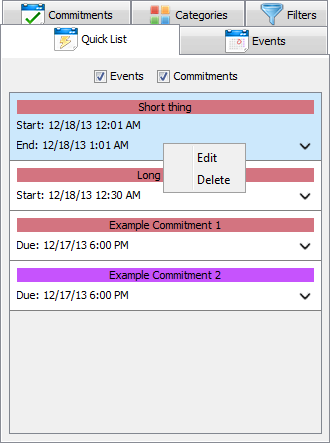 Commitments
Categories
Filters
Quick List
Events
Events
Commitments
Short thing
Start: 12/18/13 12:01 AM
End: 12/18/13 1:01 AM
Edit
Delete
Long
Start: 12/18/13 12:30 AM
Example Commitment 1
Due: 12/17/13 6:00 PM
Example Commitment 2
Due: 12/17/13 6:00 PM